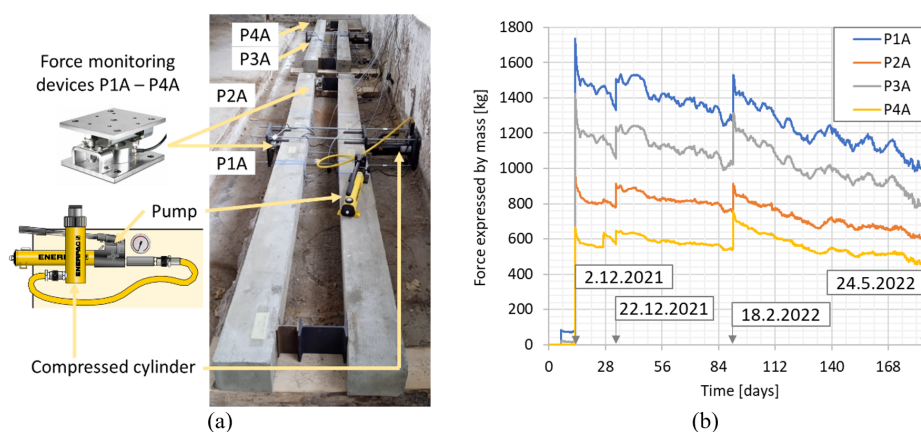 (b)
P4A
P3A
Force monitoring
devices P1A – P4A
P2A
P1A
Pump
ENERPAC
ENERPAC
Compressed cylinder
(a)
1800
1600
1400
1200
1000
800
600
400
200
0
Force expressed by mass [kg]
P1A
P2A
P3A
P4A
2.12.2021
22.12.2021
18.2.2022
24.5.2022
0
28
56
84
112
140
168
Time [days]
(b)